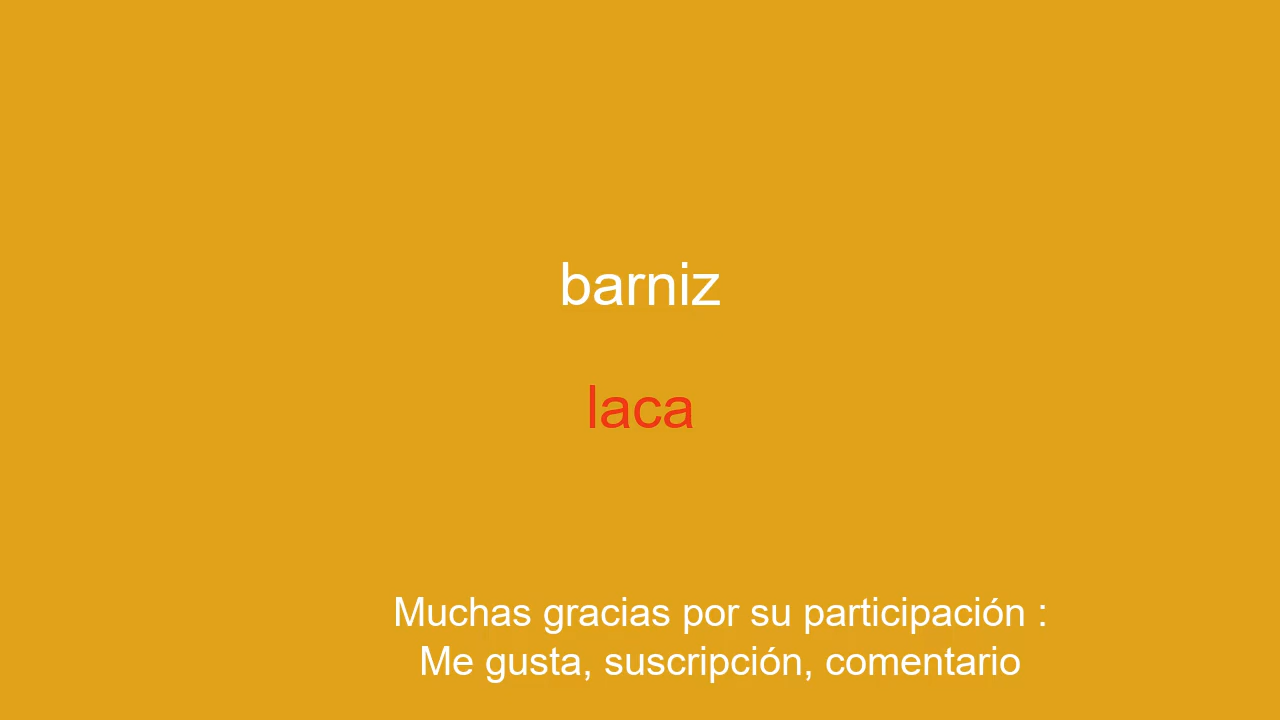 barniz
laca
Muchas gracias por su participación :
Me gusta, suscripción, comentario